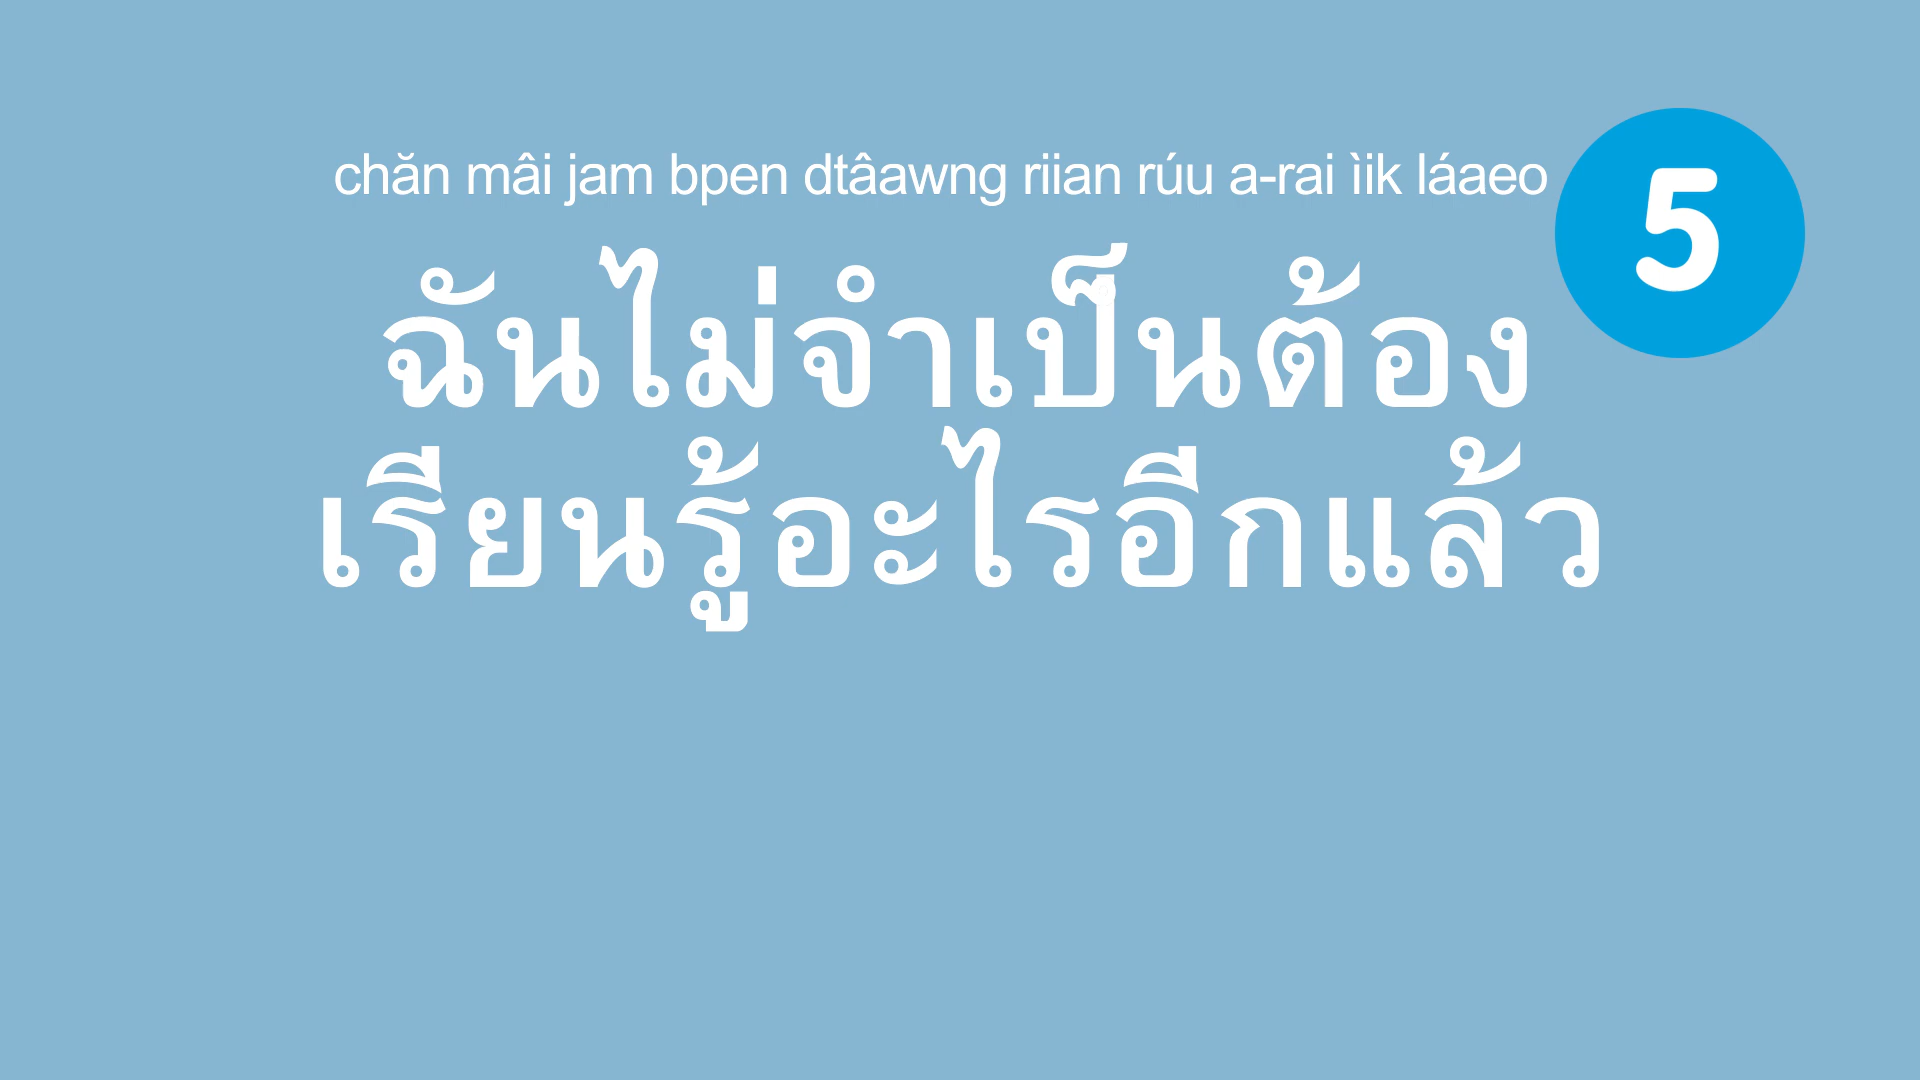 chăn mâi jam bpen dtâawng riian rúu a-rai ìik láaeo
5
ฉันไม่จำเป็นต้อง
เรียนรู้อะไรอีกแล้ว